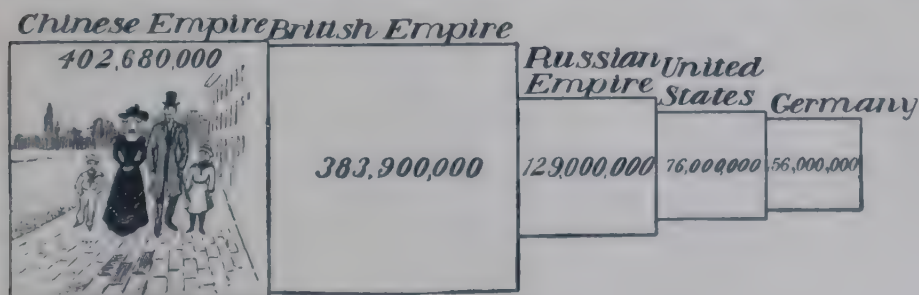 Chinese Empire
402,680,000
British Empire
383,900,000
Russian
Empire
129,000,000
United
States
76,000,000
Germany
56,000,000